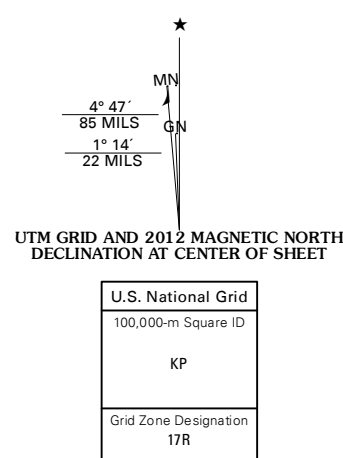 ★
MN
4° 47´
85 MILS
GN
1° 14´
22 MILS
UTM GRID AND 2012 MAGNETIC NORTH
DECLINATION AT CENTER OF SHEET
U.S. National Grid
100,000-m Square ID
KP
Grid Zone Designation
17R